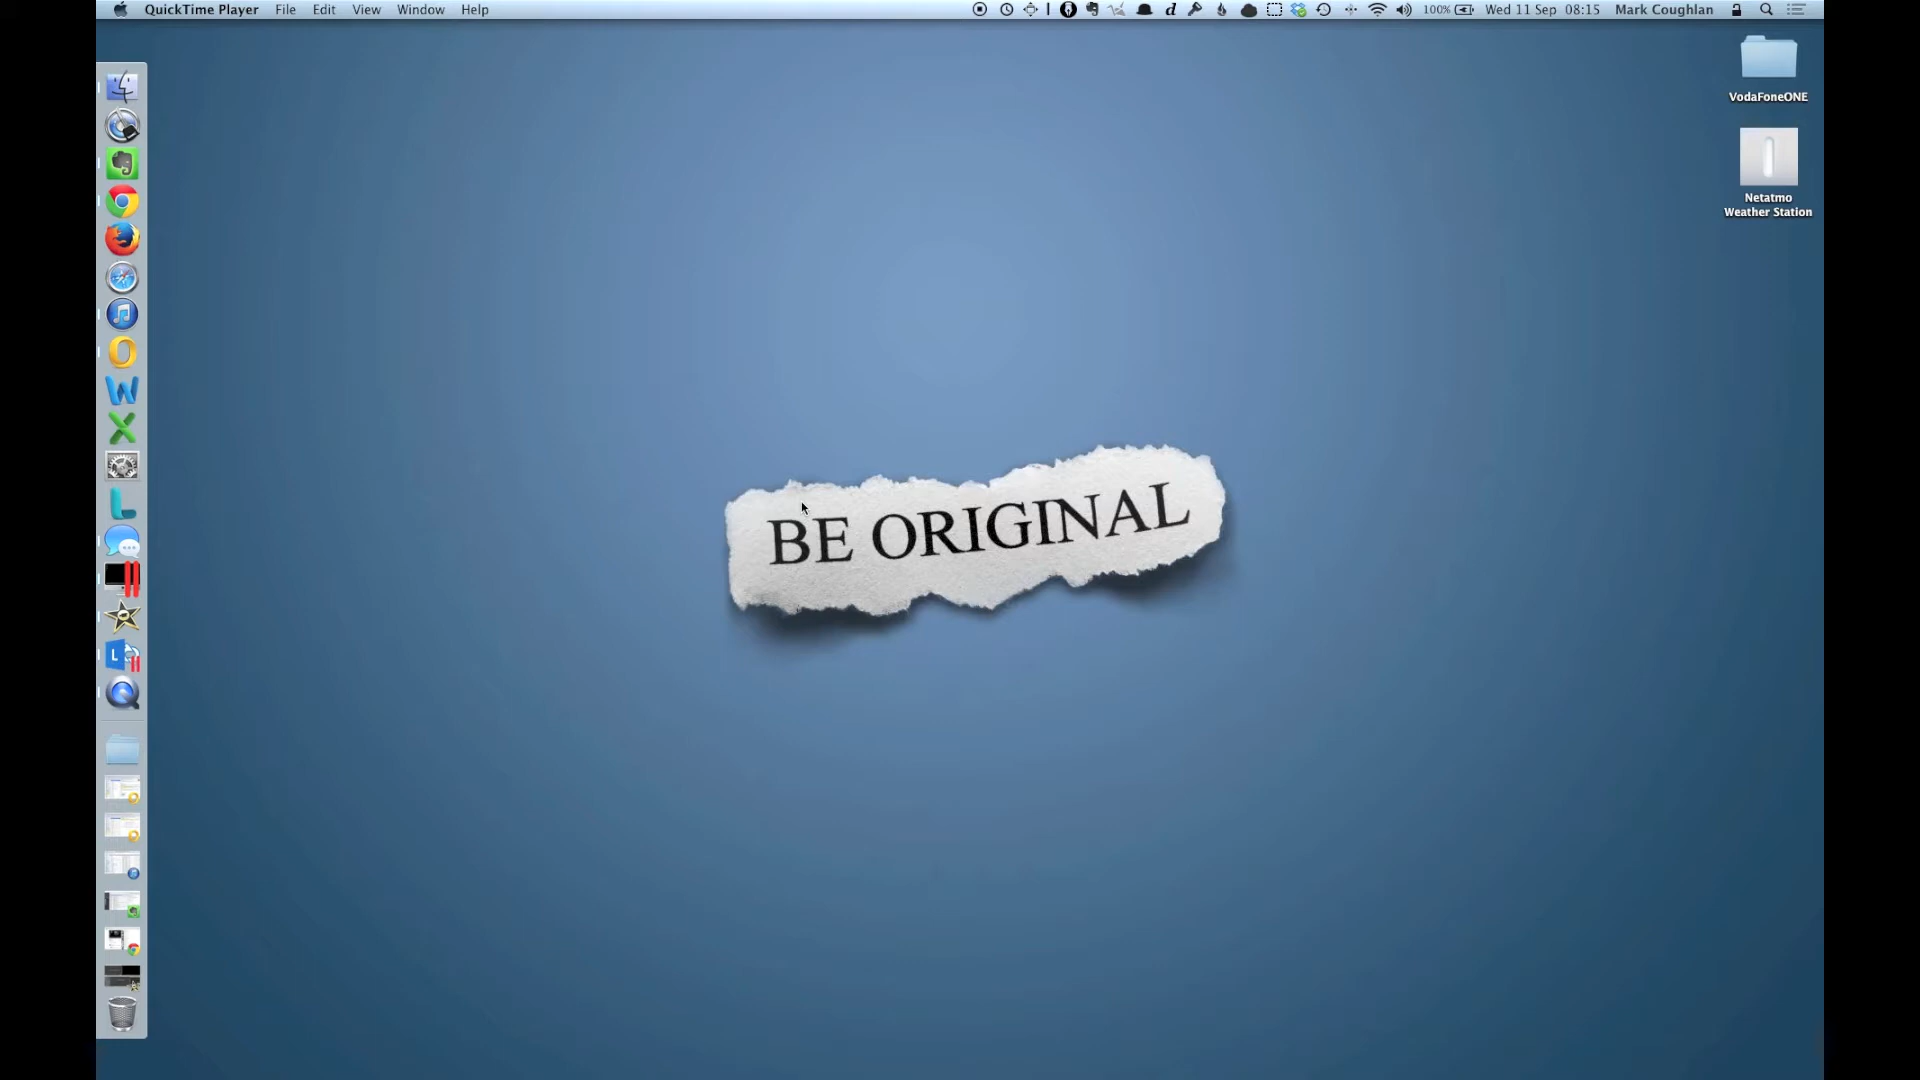 QuickTime Player File Edit View Window Help 100% Wed 11 Sep 08:15 Mark Coughlan
VodaFoneONE
Netatmo
Weather Station
BE ORIGINAL